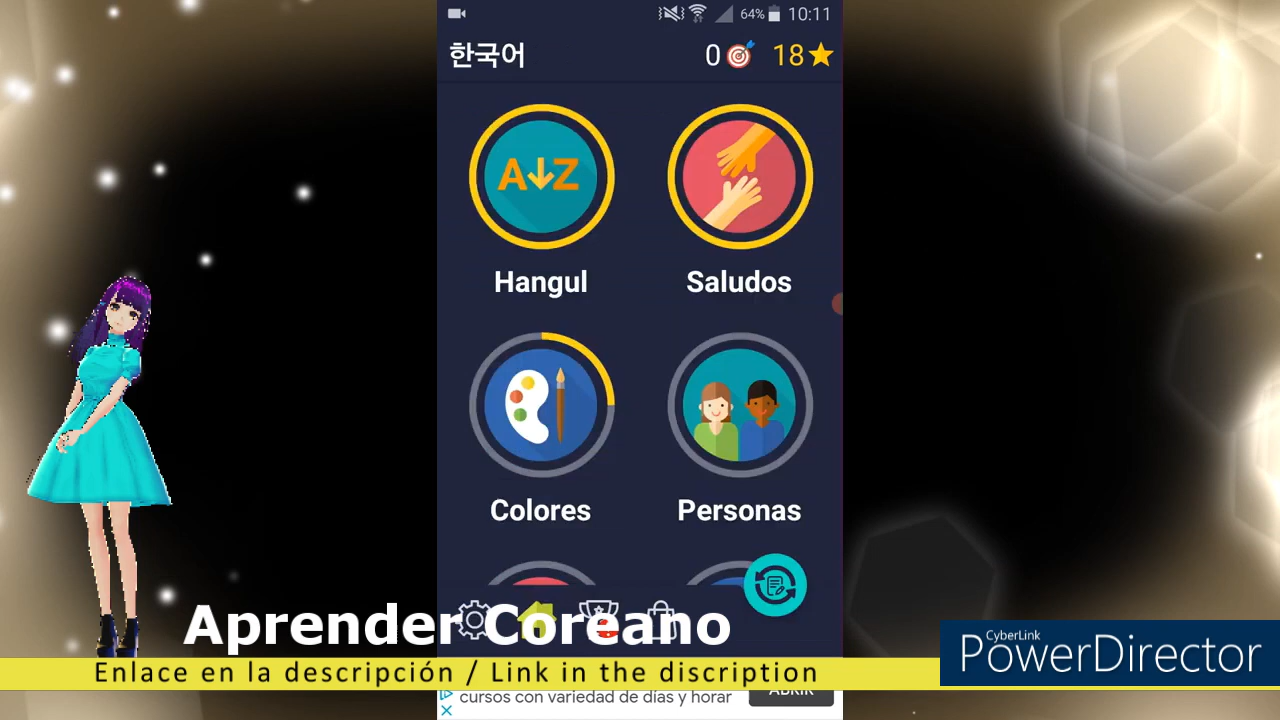 64% 10:11
한국어 0 18
A Z
Hangul Saludos
Colores Personas
Aprender Coreano
Enlace en la descripción / Link in the discription
cursos con variedad de días y horar
ABRIR
CyberLink
PowerDirector